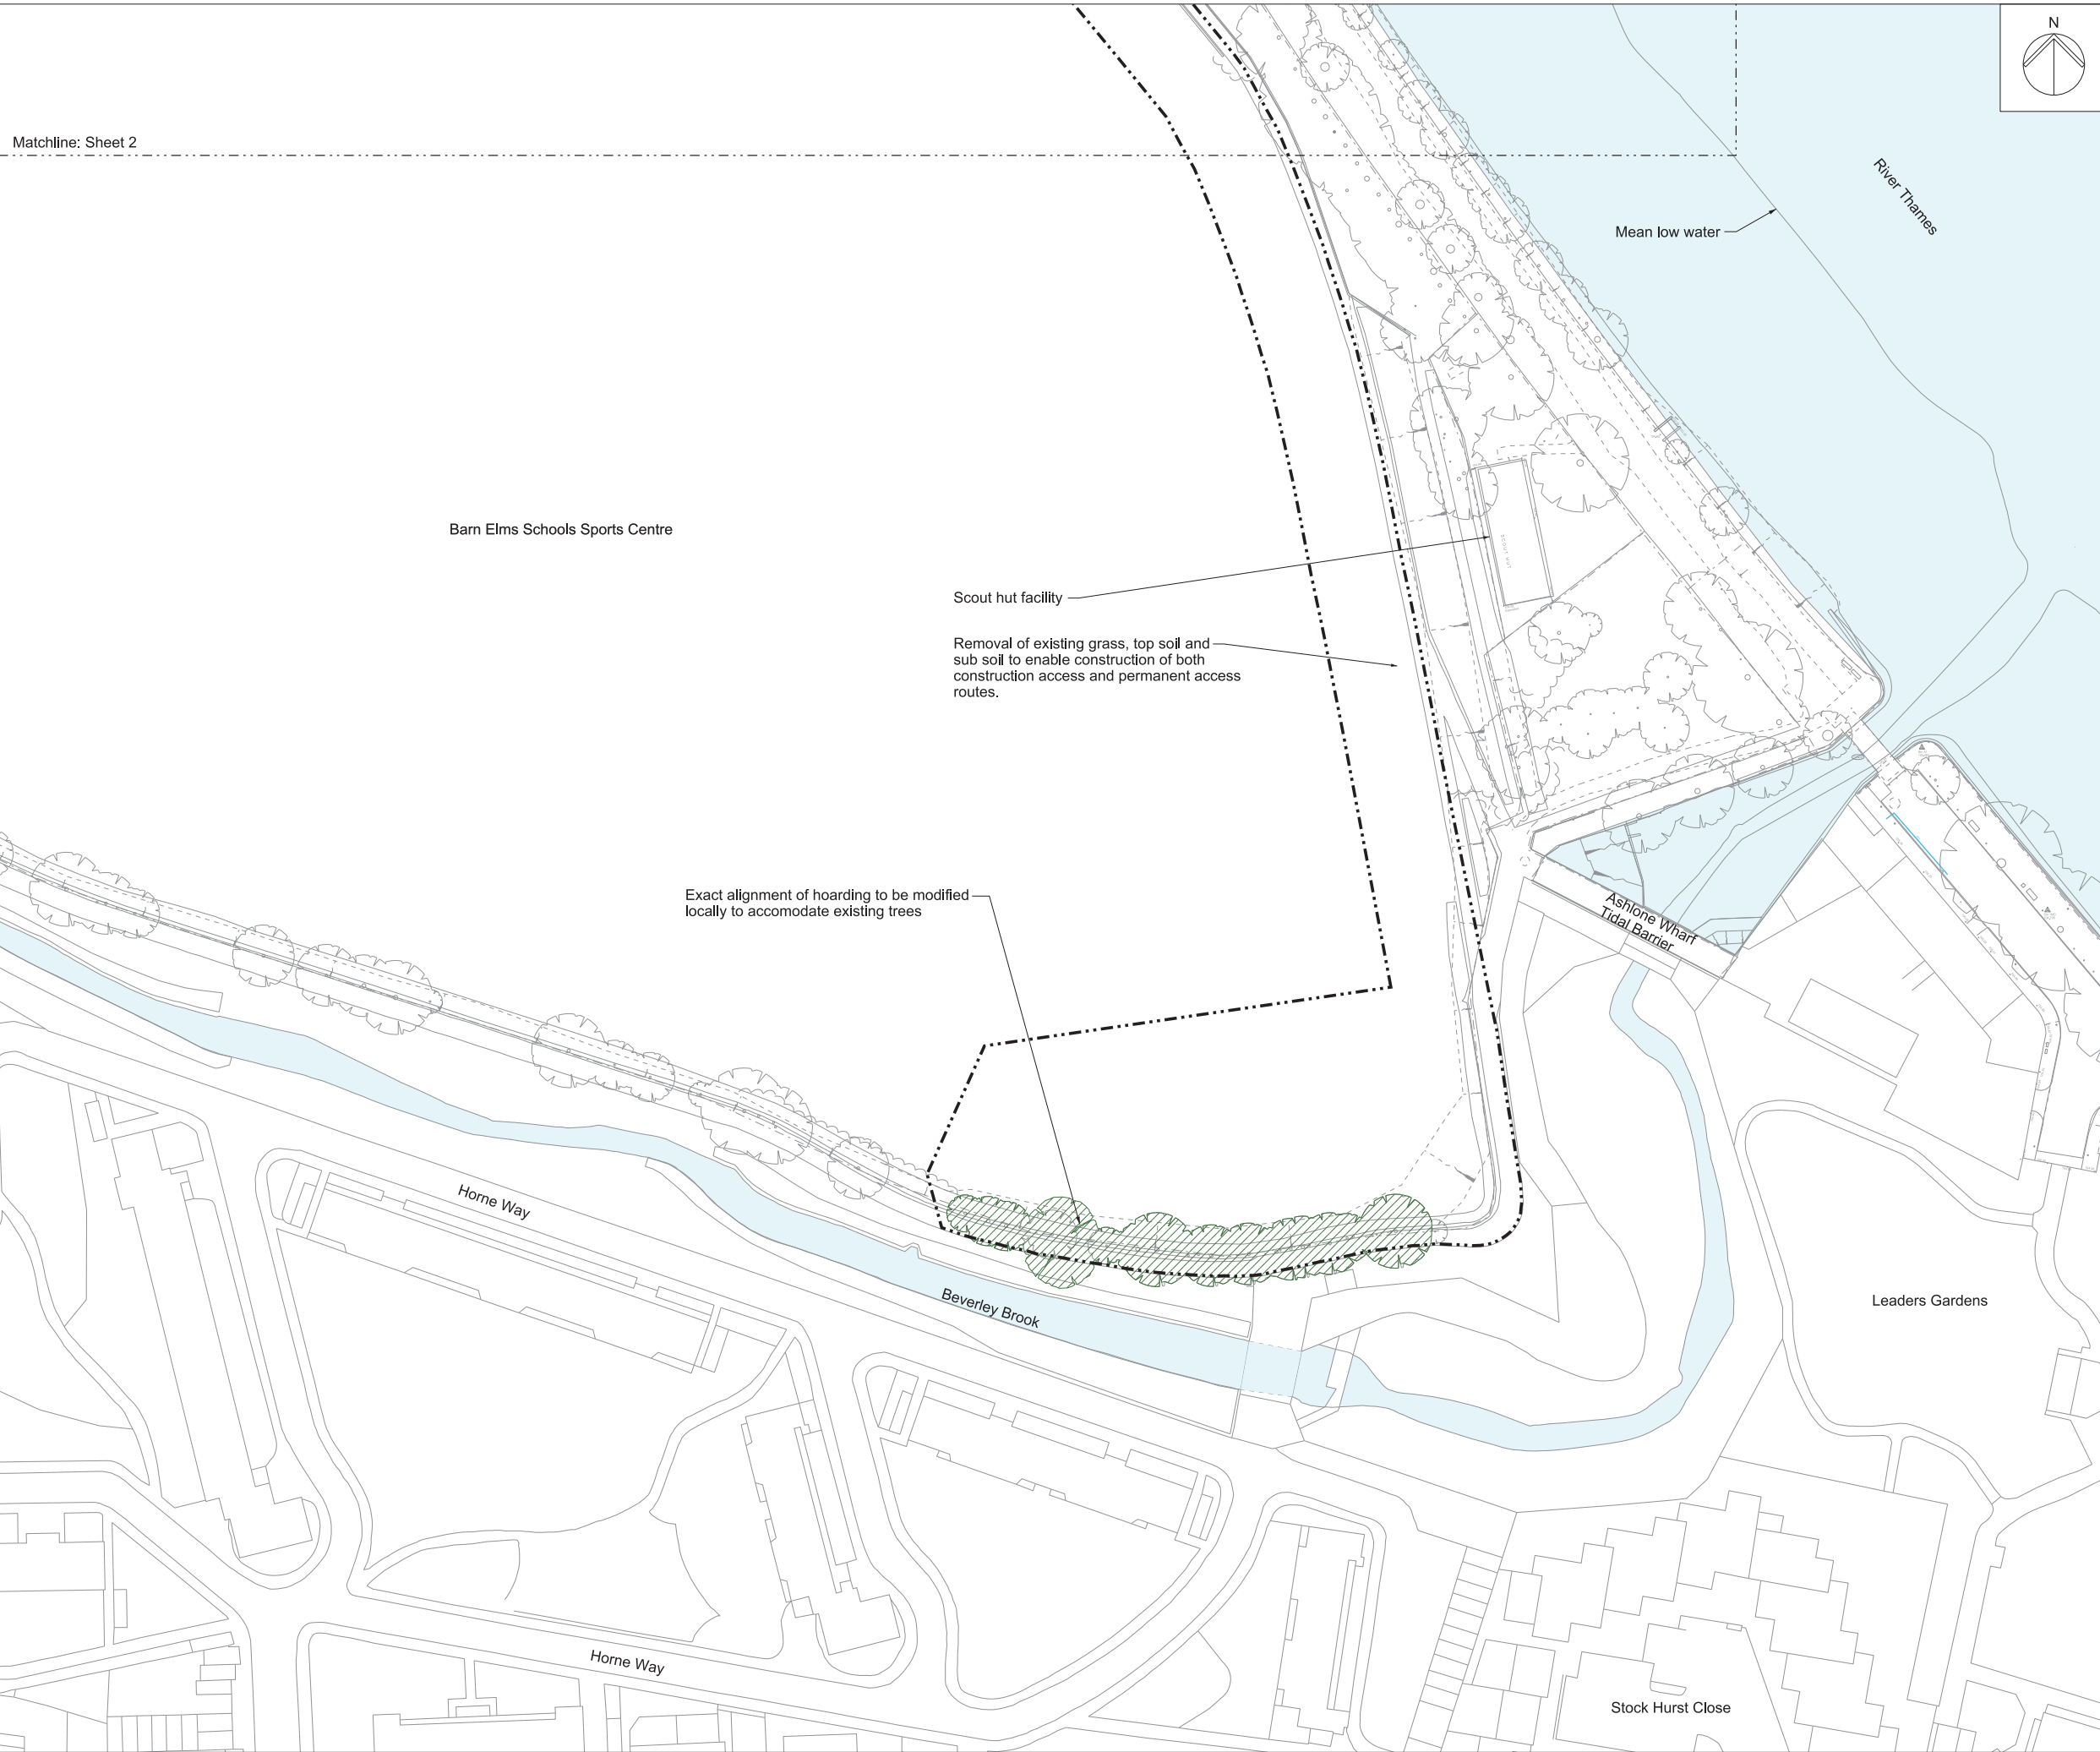 N
Matchline: Sheet 2
River Thames
Mean low water
Barn Elms Schools Sports Centre
SCOUT HUT
Scout hut facility
Removal of existing grass, top soil and
sub soil to enable construction of both
construction access and permanent access
routes.
Exact alignment of hoarding to be modified
locally to accomodate existing trees
Ashlone Wharf
Tidal Barrier
Horne Way
Beverley Brook
Leaders Gardens
Horne Way
Stock Hurst Close